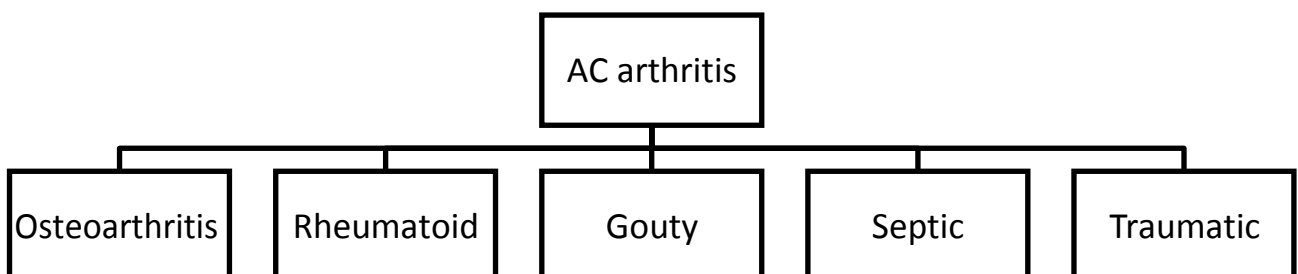 AC arthritis
Osteoarthritis
Rheumatoid
Gouty
Septic
Traumatic